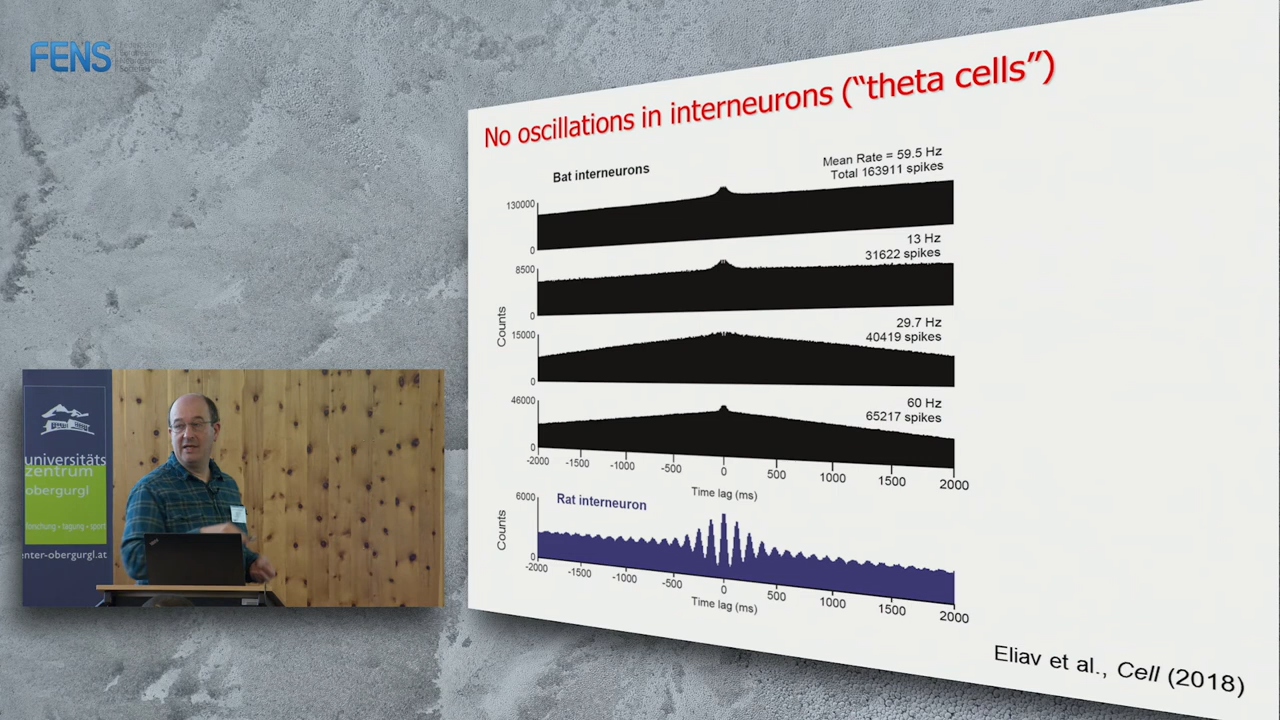 FENS
No oscillations in interneurons (“theta cells”)
Bat interneurons
Mean Rate = 59.5 Hz
Total 163911 spikes
130000
0
13 Hz
31622 spikes
8500
0
29.7 Hz
40419 spikes
15000
0
60 Hz
65217 spikes
46000
0
Counts
-2000 -1500 -1000 -500 0 500 1000 1500 2000
Time lag (ms)
Rat interneuron
6000
0
Counts
-2000 -1500 -1000 -500 0 500 1000 1500 2000
Time lag (ms)
Eliav et al., Cell (2018)
universitäts
zentrum
obergurgl
forschung • tagung • sport
nter-obergurgl.at